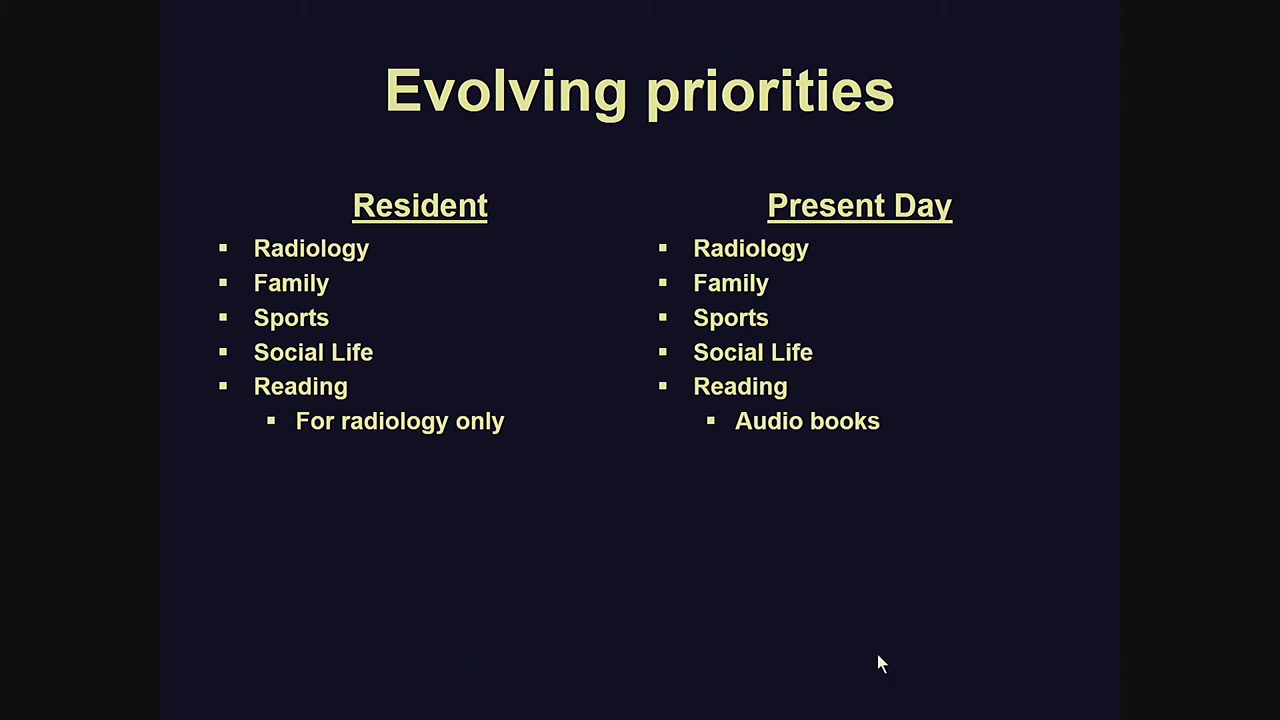 Evolving priorities
Resident
Radiology
Family
Sports
Social Life
Reading
For radiology only
Present Day
Radiology
Family
Sports
Social Life
Reading
Audio books